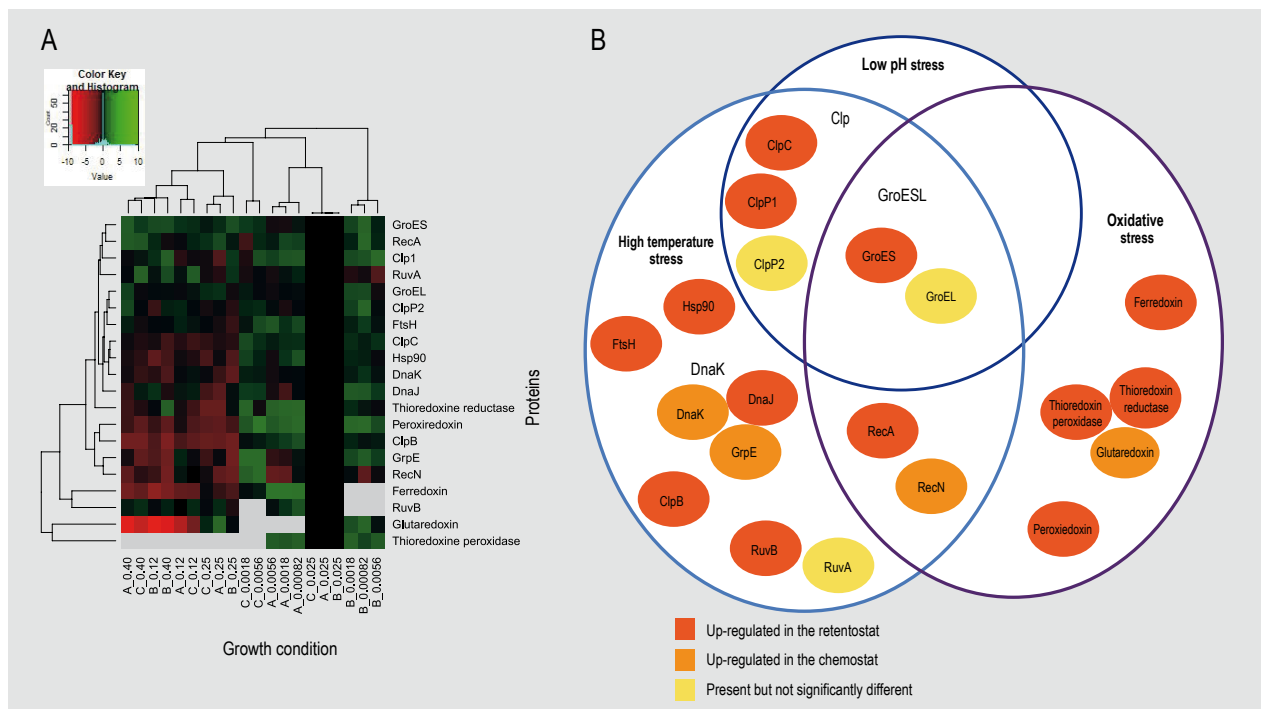 A
Color Key
and Histogram
Count
0 20 50
-10 -5 0 5 10
Value
GroES
RecA
Clp1
RuvA
GroEL
ClpP2
FtsH
ClpC
Hsp90
DnaK
DnaJ
Thioredoxine reductase
Peroxiredoxin
ClpB
GrpE
RecN
Ferredoxin
RuvB
Glutaredoxin
Thioredoxine peroxidase
Proteins
A_0.40
C_0.40
B_0.12
B_0.40
A_0.12
C_0.12
C_0.25
A_0.25
B_0.25
C_0.0018
C_0.0056
A_0.0056
A_0.0018
A_0.00082
C_0.025
A_0.025
B_0.025
B_0.0018
B_0.00082
B_0.0056
Growth condition
B
Low pH stress
Clp
ClpC
ClpP1
GroESL
High temperature
stress
Oxidative
stress
ClpP2
GroES
GroEL
Hsp90
Ferredoxin
FtsH
DnaK
DnaK
DnaJ
GrpE
RecA
Thioredoxin
peroxidase
Thioredoxin
reductase
Glutaredoxin
RecN
ClpB
Peroxiedoxin
RuvB
RuvA
Up-regulated in the retentostat
Up-regulated in the chemostat
Present but not significantly different